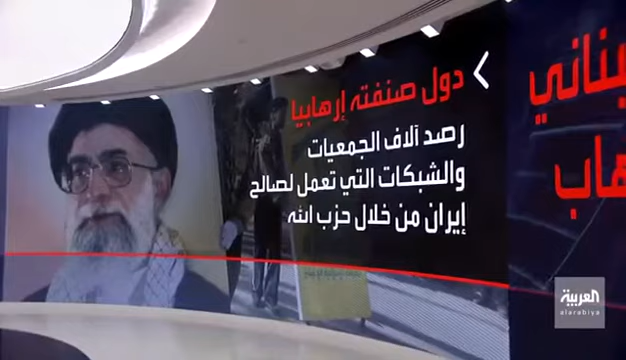 دول صنفته إرهابيا
رصد آلاف الجمعيات
والشبكات التي تعمل لصالح
إيران من خلال حزب الله
العربية
alarabiya